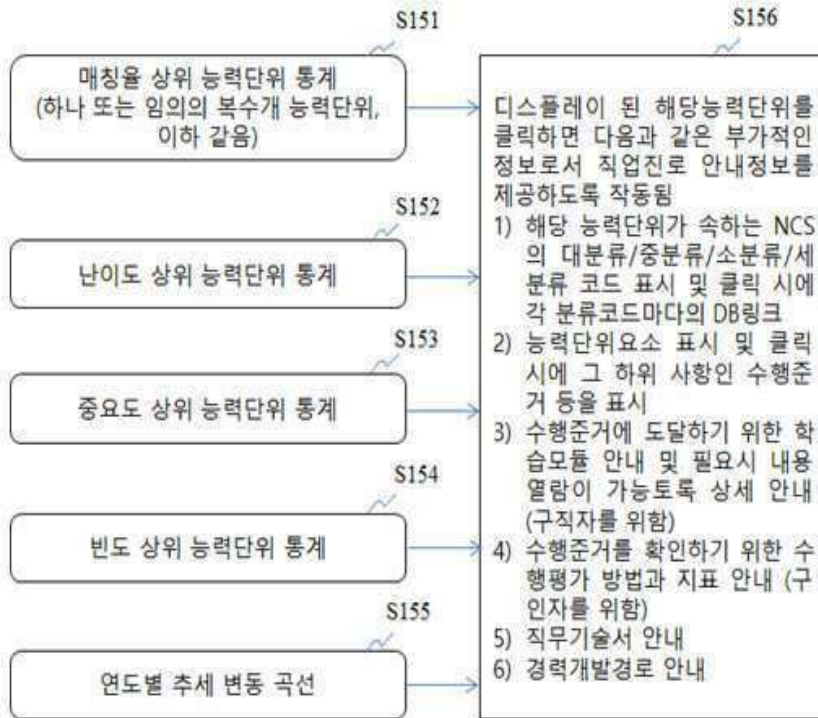 S151
매칭율 상위 능력단위 통계
(하나 또는 임의의 복수개 능력단위,
이하 같음)
S152
난이도 상위 능력단위 통계
S153
중요도 상위 능력단위 통계
S154
빈도 상위 능력단위 통계
S155
연도별 추세 변동 곡선
S156
디스플레이 된 해당능력단위를
클릭하면 다음과 같은 부가적인
정보로서 직업진로 안내정보를
제공하도록 작동됨
1) 해당 능력단위가 속하는 NCS
의 대분류/중분류/소분류/세
분류 코드 표시 및 클릭 시에
각 분류코드마다의 DB링크
2) 능력단위요소 표시 및 클릭
시에 그 하위 사항인 수행준
거 등을 표시
3) 수행준거에 도달하기 위한 학
습모듈 안내 및 필요시 내용
열람이 가능토록 상세 안내
(구직자를 위함)
4) 수행준거를 확인하기 위한 수
행평가 방법과 지표 안내 (구
인자를 위함)
5) 직무기술서 안내
6) 경력개발경로 안내